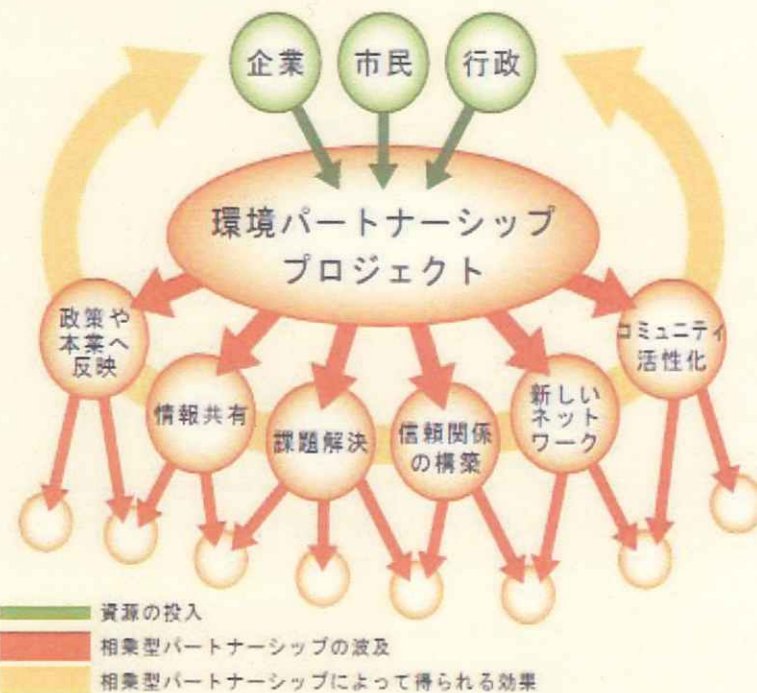 企業
市民
行政
環境パートナーシップ
プロジェクト
政策や
本業へ
反映
情報共有
課題解決
信頼関係
の構築
新しい
ネット
ワーク
コミュニティ
活性化
資源の投入
相乗型パートナーシップの波及
相乗型パートナーシップによって得られる効果